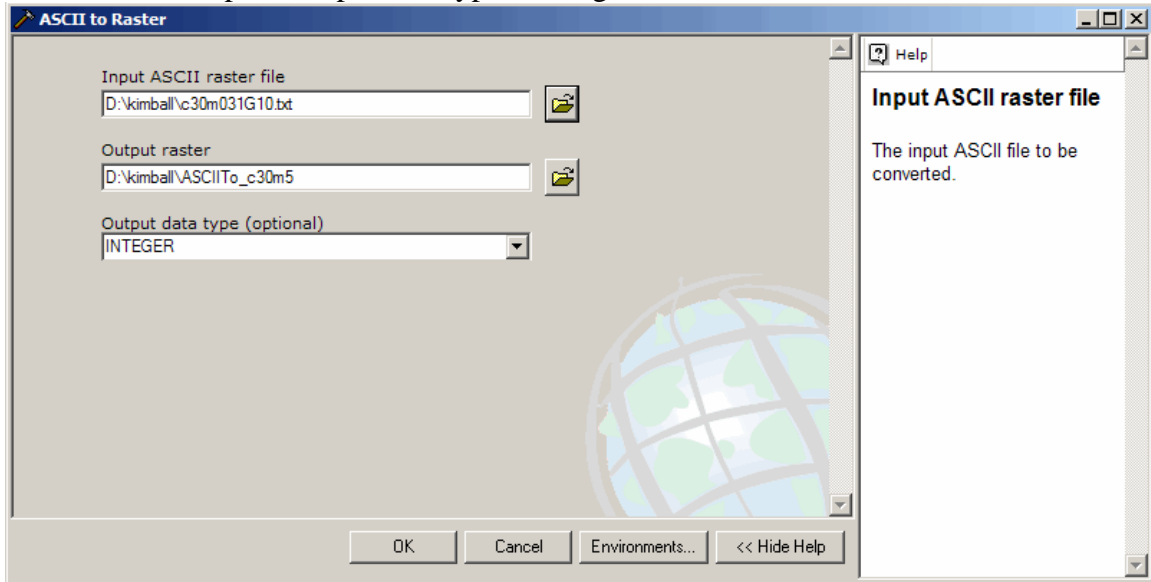 ASCII to Raster
Input ASCII raster file
D:\kimball\c30m031G10.txt
Output raster
D:\kimball\ASCIITo_c30m5
Output data type (optional)
INTEGER
OK Cancel Environments... << Hide Help
Help
Input ASCII raster file
The input ASCII file to be
converted.